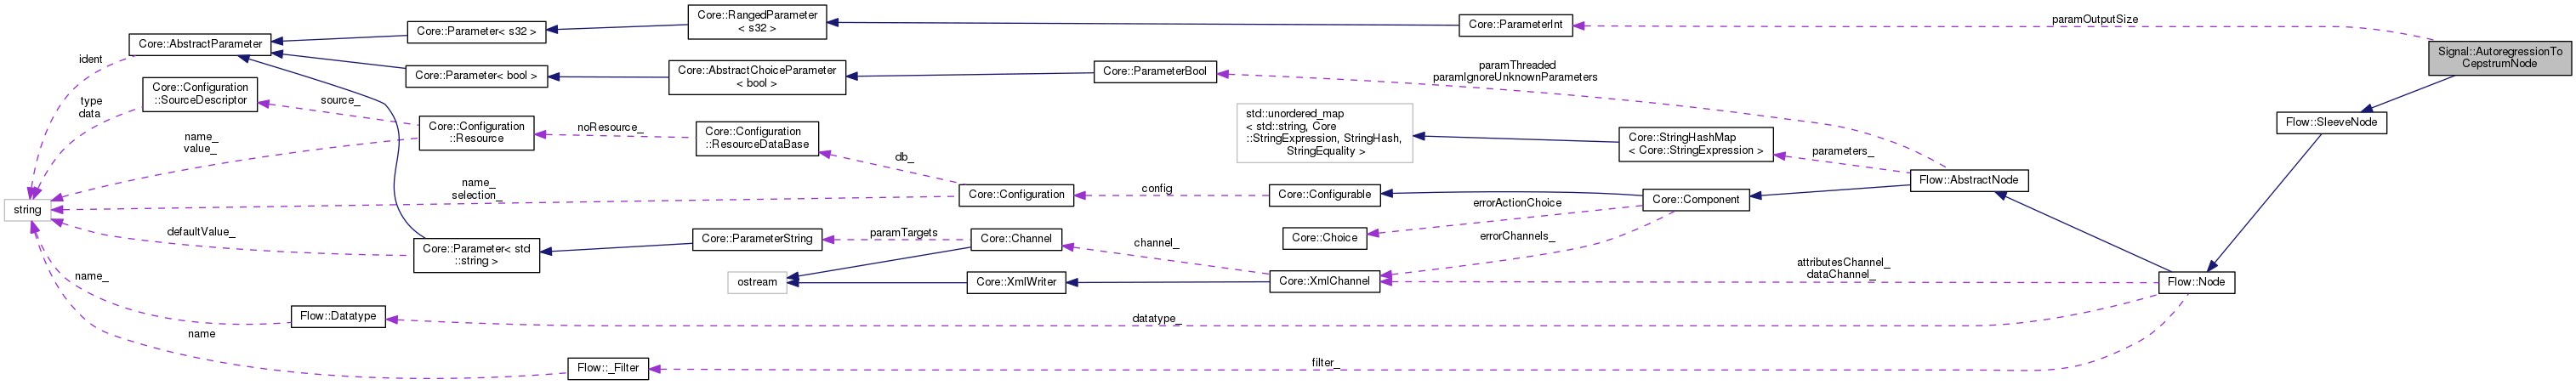 Core::RangedParameter
< s32 >
Core::ParameterInt
paramOutputSize
Core::Parameter< s32 >
Core::AbstractParameter
Signal::AutoregressionTo
CepstrumNode
ident
Core::Parameter< bool >
Core::AbstractChoiceParameter
< bool >
Core::ParameterBool
paramThreaded
paramIgnoreUnknownParameters
Core::Configuration
::SourceDescriptor
type
data
source_
std::unordered_map
< std::string, Core
::StringExpression, StringHash,
StringEquality >
Flow::SleeveNode
name_
value_
Core::Configuration
::Resource
noResource_
Core::Configuration
::ResourceDataBase
Core::StringHashMap
< Core::StringExpression >
parameters_
db_
Flow::AbstractNode
name_
selection_
Core::Configuration
config
Core::Configurable
Core::Component
string
errorActionChoice
defaultValue_
Core::Parameter< std
::string >
Core::ParameterString
paramTargets
Core::Channel
channel_
Core::Choice
errorChannels_
attributesChannel_
dataChannel_
name_
ostream
Core::XmlWriter
Core::XmlChannel
Flow::Node
Flow::Datatype
datatype_
name
Flow::_Filter
filter_